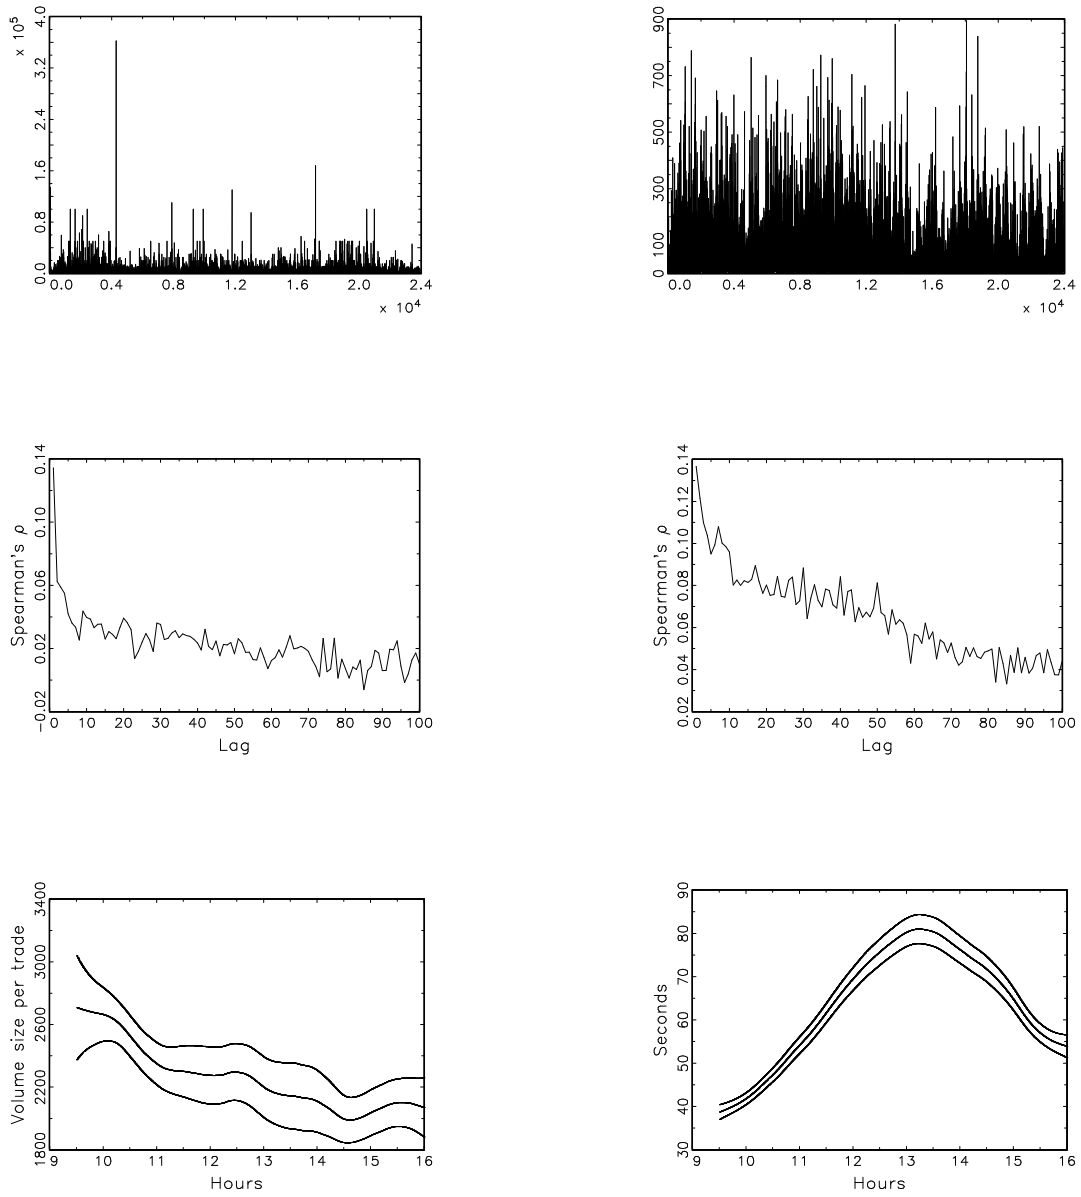 × 10⁵
4.0
3.2
2.4
1.6
0.8
0.0
0.0 0.4 0.8 1.2 1.6 2.0 2.4
× 10⁴
900
700
500
300
100
0
0.0 0.4 0.8 1.2 1.6 2.0 2.4
× 10⁴
Spearman's ρ
0.14
0.10
0.06
0.02
−0.02
0 10 20 30 40 50 60 70 80 90 100
Lag
Spearman's ρ
0.14
0.12
0.10
0.08
0.06
0.04
0.02
0 10 20 30 40 50 60 70 80 90 100
Lag
Volume size per trade
3400
3000
2600
2200
1800
9 10 11 12 13 14 15 16
Hours
Seconds
90
80
70
60
50
40
30
9 10 11 12 13 14 15 16
Hours